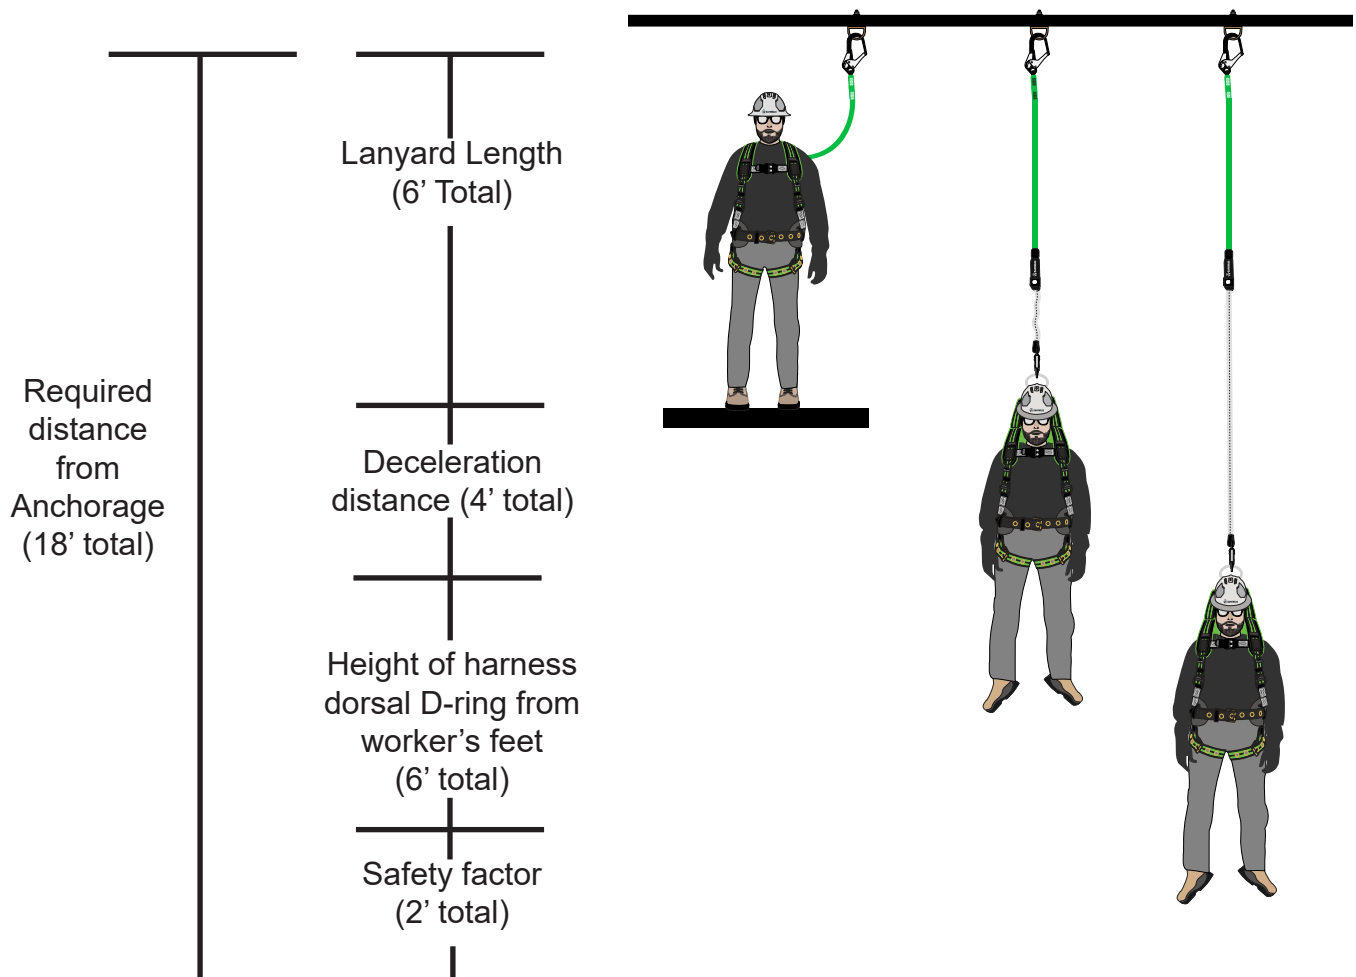 Required
distance
from
Anchorage
(18’ total)
Lanyard Length
(6’ Total)
Deceleration
distance (4’ total)
Height of harness
dorsal D-ring from
worker’s feet
(6’ total)
Safety factor
(2’ total)